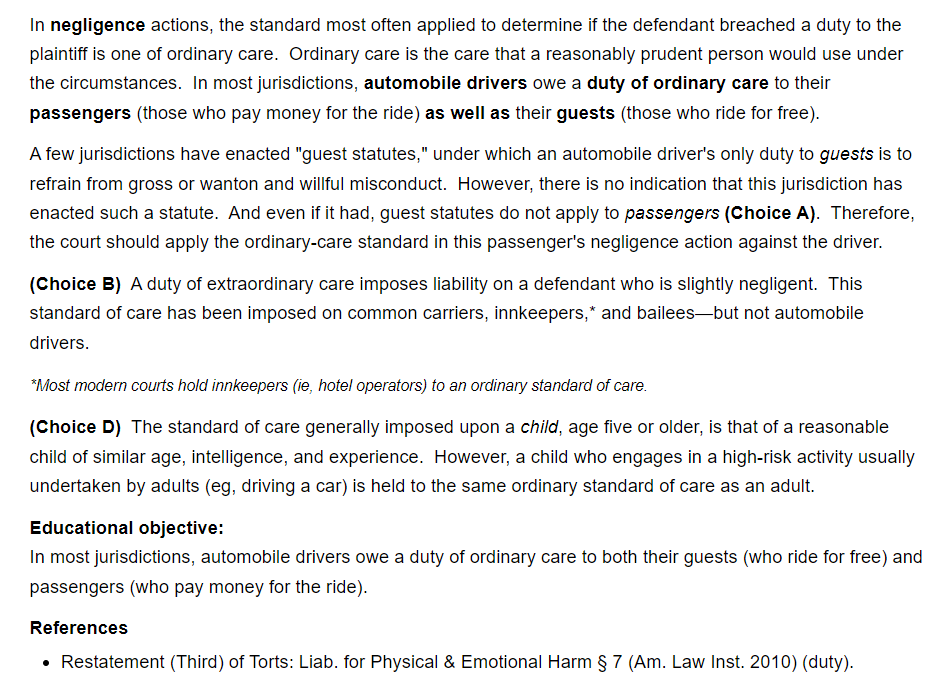 In negligence actions, the standard most often applied to determine if the defendant breached a duty to the
plaintiff is one of ordinary care.  Ordinary care is the care that a reasonably prudent person would use under
the circumstances.  In most jurisdictions, automobile drivers owe a duty of ordinary care to their
passengers (those who pay money for the ride) as well as their guests (those who ride for free).
A few jurisdictions have enacted "guest statutes," under which an automobile driver's only duty to guests is to
refrain from gross or wanton and willful misconduct.  However, there is no indication that this jurisdiction has
enacted such a statute.  And even if it had, guest statutes do not apply to passengers (Choice A).  Therefore,
the court should apply the ordinary-care standard in this passenger's negligence action against the driver.
(Choice B)  A duty of extraordinary care imposes liability on a defendant who is slightly negligent.  This
standard of care has been imposed on common carriers, innkeepers,* and bailees—but not automobile
drivers.
*Most modern courts hold innkeepers (ie, hotel operators) to an ordinary standard of care.
(Choice D)  The standard of care generally imposed upon a child, age five or older, is that of a reasonable
child of similar age, intelligence, and experience.  However, a child who engages in a high-risk activity usually
undertaken by adults (eg, driving a car) is held to the same ordinary standard of care as an adult.
Educational objective:
In most jurisdictions, automobile drivers owe a duty of ordinary care to both their guests (who ride for free) and
passengers (who pay money for the ride).
References
• Restatement (Third) of Torts: Liab. for Physical & Emotional Harm § 7 (Am. Law Inst. 2010) (duty).